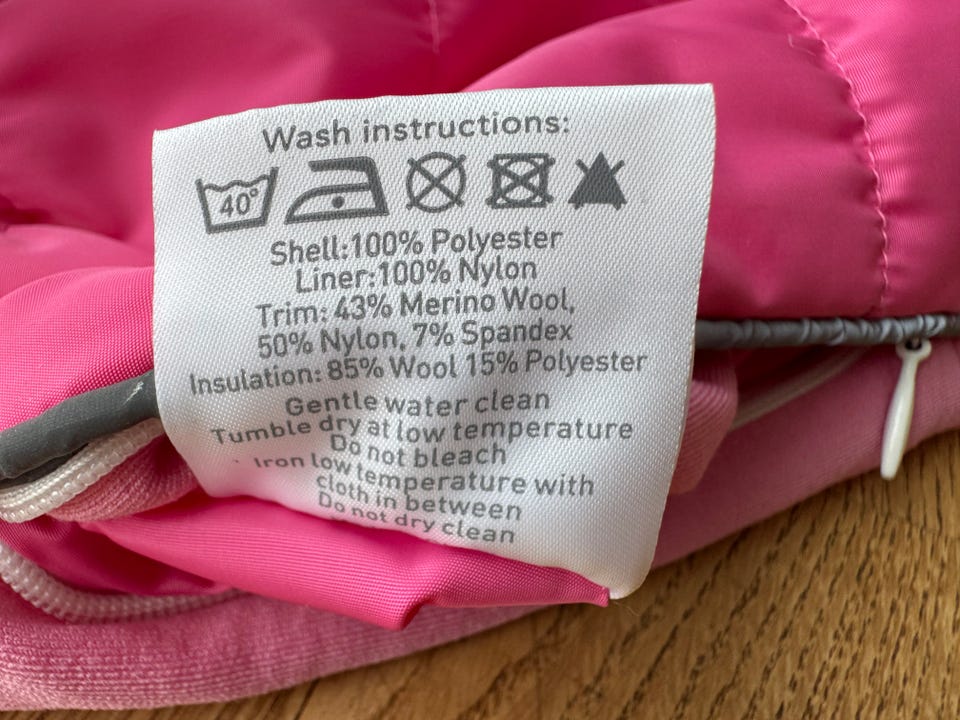 Wash instructions:
40°
Shell:100% Polyester
Liner:100% Nylon
Trim: 43% Merino Wool,
50% Nylon, 7% Spandex
Insulation: 85% Wool 15% Polyester
Gentle water clean
Tumble dry at low temperature
Do not bleach
Iron low temperature with
cloth in between
Do not dry clean